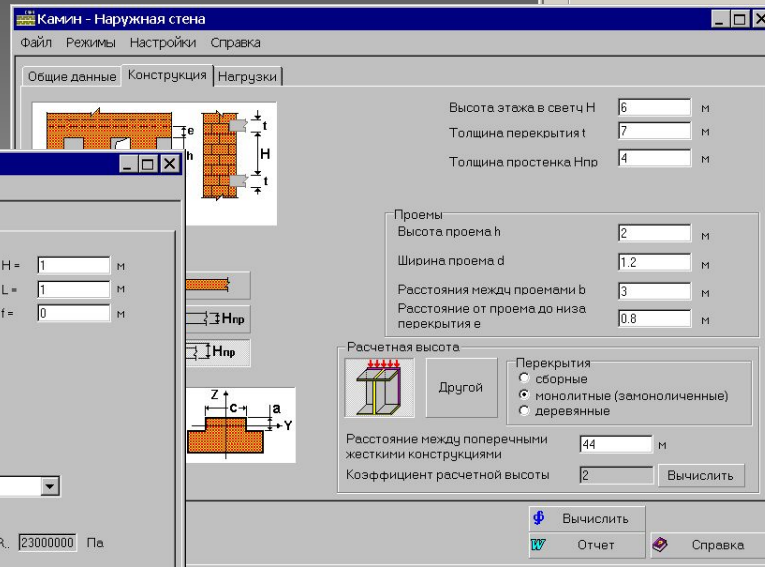 Камин - Наружная стена
Файл Режимы Настройки Справка
Общие данные Конструкция Нагрузки
e
h
t
H
t
Высота этажа в свету H 6 м
Толщина перекрытия t 7 м
Толщина простенка Hпр 4 м
Проемы
Высота проема h 2 м
Ширина проема d 1.2 м
Расстояния между проемами b 3 м
Расстояние от проема до низа
перекрытия e 0.8 м
H = 1 м
L = 1 м
f = 0 м
Hпр
Hпр
Расчетная высота
Другой
Перекрытия
сборные
монолитные (замоноличенные)
деревянные
Z
c
a
Y
Расстояние между поперечными
жесткими конструкциями 44 м
Коэффициент расчетной высоты 2 Вычислить
Вычислить
Отчет Справка
R.. 23000000 Па